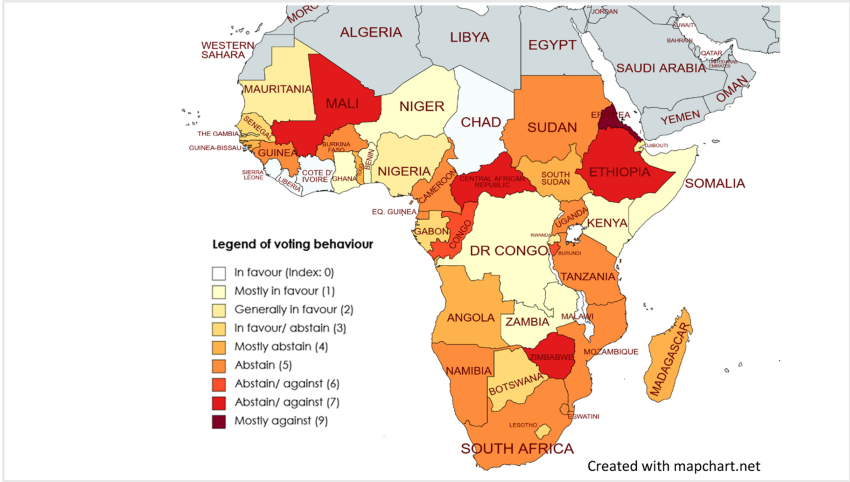 MORO
ALGERIA
LIBYA
EGYPT
JORDAN
KUWAIT
BAHRAIN
QATAR
UNITED ARAB
EMIRATES
SAUDI ARABIA
OMAN
YEMEN
WESTERN
SAHARA
MAURITANIA
MALI
NIGER
CHAD
SUDAN
ERITREA
DJIBOUTI
SENEGAL
THE GAMBIA
GUINEA-BISSAU
GUINEA
SIERRA
LEONE
LIBERIA
COTE D'
IVOIRE
BURKINA
FASO
GHANA
BENIN
NIGERIA
CAMEROON
CENTRAL AFRICAN
REPUBLIC
SOUTH
SUDAN
ETHIOPIA
SOMALIA
EQ. GUINEA
GABON
CONGO
DR CONGO
UGANDA
KENYA
RWANDA
BURUNDI
TANZANIA
ANGOLA
ZAMBIA
MALAWI
MOZAMBIQUE
ZIMBABWE
NAMIBIA
BOTSWANA
MADAGASCAR
ESWATINI
LESOTHO
SOUTH AFRICA
Legend of voting behaviour
In favour (Index: 0)
Mostly in favour (1)
Generally in favour (2)
In favour/ abstain (3)
Mostly abstain (4)
Abstain (5)
Abstain/ against (6)
Abstain/ against (7)
Mostly against (9)
Created with mapchart.net